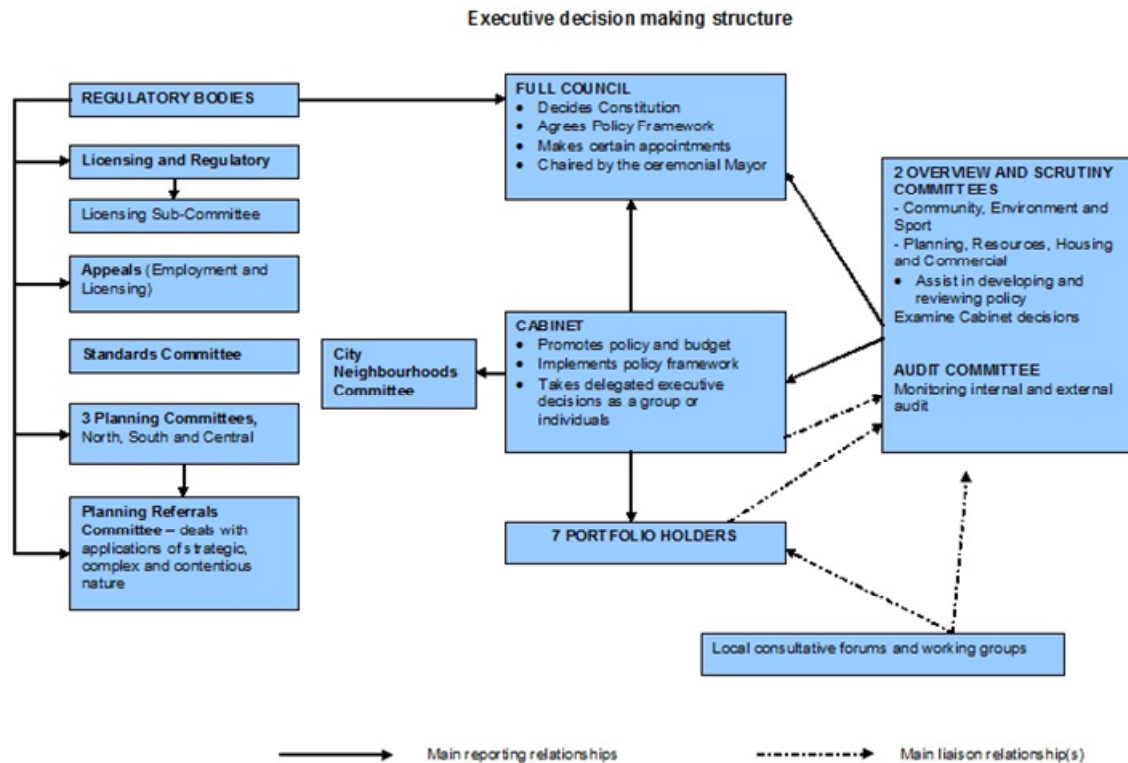 Executive decision making structure
REGULATORY BODIES
Licensing and Regulatory
Licensing Sub-Committee
Appeals (Employment and
Licensing)
Standards Committee
3 Planning Committees,
North, South and Central
Planning Referrals
Committee – deals with
applications of strategic,
complex and contentious
nature
FULL COUNCIL
• Decides Constitution
• Agrees Policy Framework
• Makes certain appointments
• Chaired by the ceremonial Mayor
City
Neighbourhoods
Committee
CABINET
• Promotes policy and budget
• Implements policy framework
• Takes delegated executive
decisions as a group or
individuals
7 PORTFOLIO HOLDERS
2 OVERVIEW AND SCRUTINY
COMMITTEES
- Community, Environment and
Sport
- Planning, Resources, Housing
and Commercial
• Assist in developing and
reviewing policy
Examine Cabinet decisions
AUDIT COMMITTEE
Monitoring internal and external
audit
Local consultative forums and working groups
Main reporting relationships
Main liaison relationship(s)